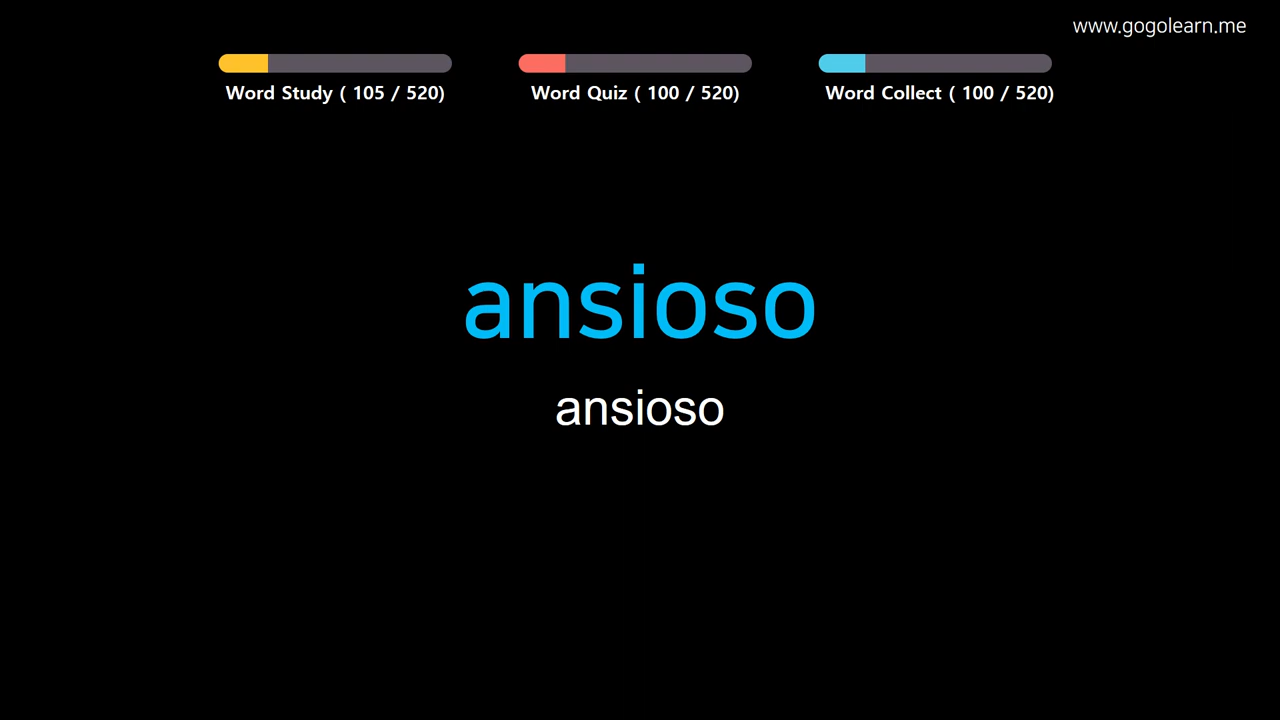 www.gogolearn.me
Word Study ( 105 / 520)
Word Quiz ( 100 / 520)
Word Collect ( 100 / 520)
ansioso
ansioso